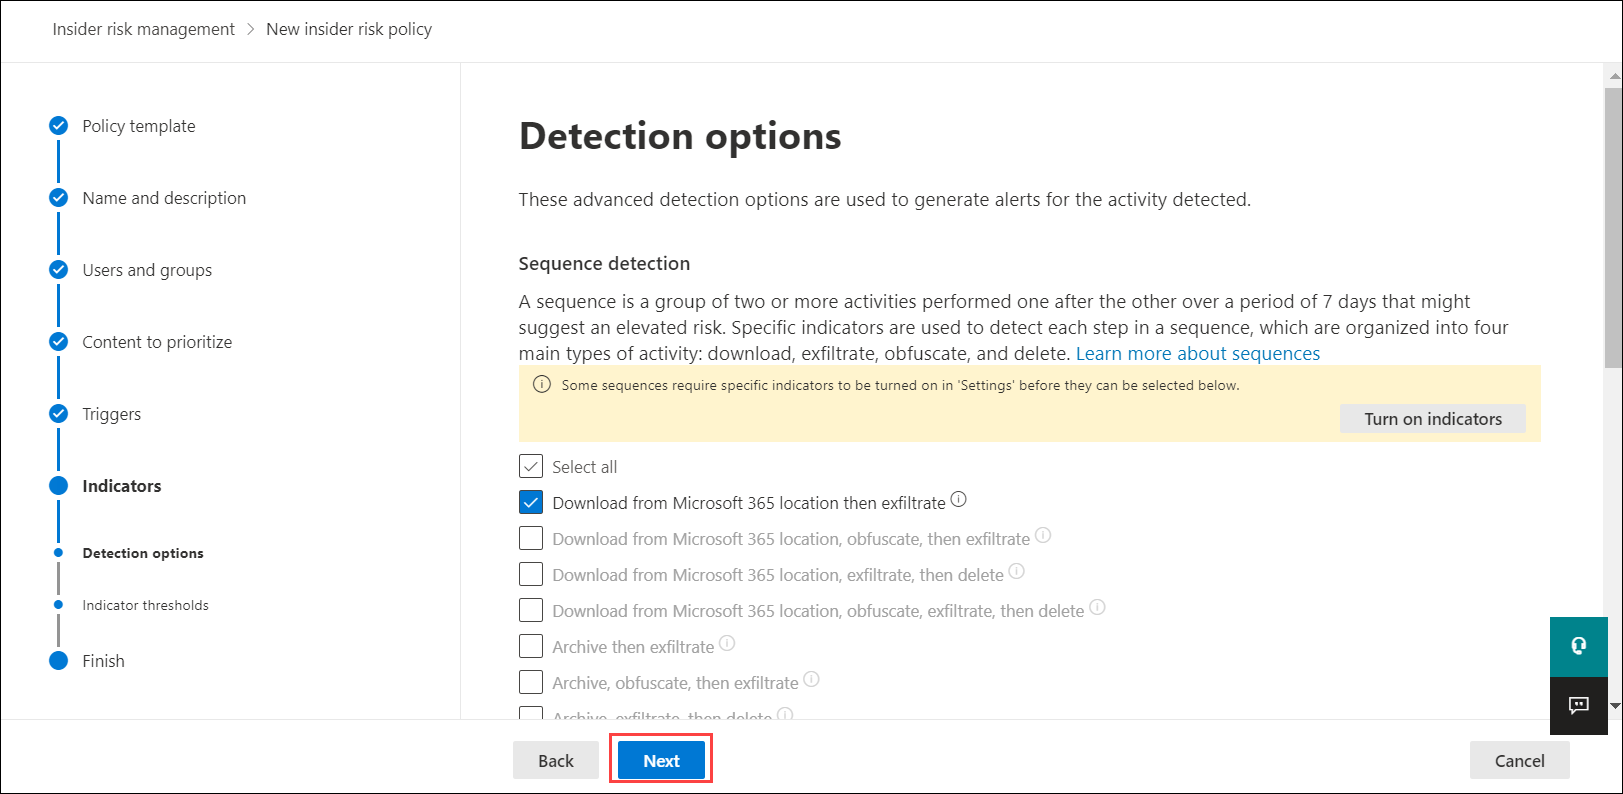 Insider risk management > New insider risk policy
Policy template
Name and description
Users and groups
Content to prioritize
Triggers
Indicators
Detection options
Indicator thresholds
Finish
Detection options
These advanced detection options are used to generate alerts for the activity detected.
Sequence detection
A sequence is a group of two or more activities performed one after the other over a period of 7 days that might
suggest an elevated risk. Specific indicators are used to detect each step in a sequence, which are organized into four
main types of activity: download, exfiltrate, obfuscate, and delete. Learn more about sequences
Some sequences require specific indicators to be turned on in 'Settings' before they can be selected below.
Turn on indicators
Select all
Download from Microsoft 365 location then exfiltrate
Download from Microsoft 365 location, obfuscate, then exfiltrate
Download from Microsoft 365 location, exfiltrate, then delete
Download from Microsoft 365 location, obfuscate, exfiltrate, then delete
Archive then exfiltrate
Archive, obfuscate, then exfiltrate
Archive, exfiltrate, then delete
Back
Next
Cancel